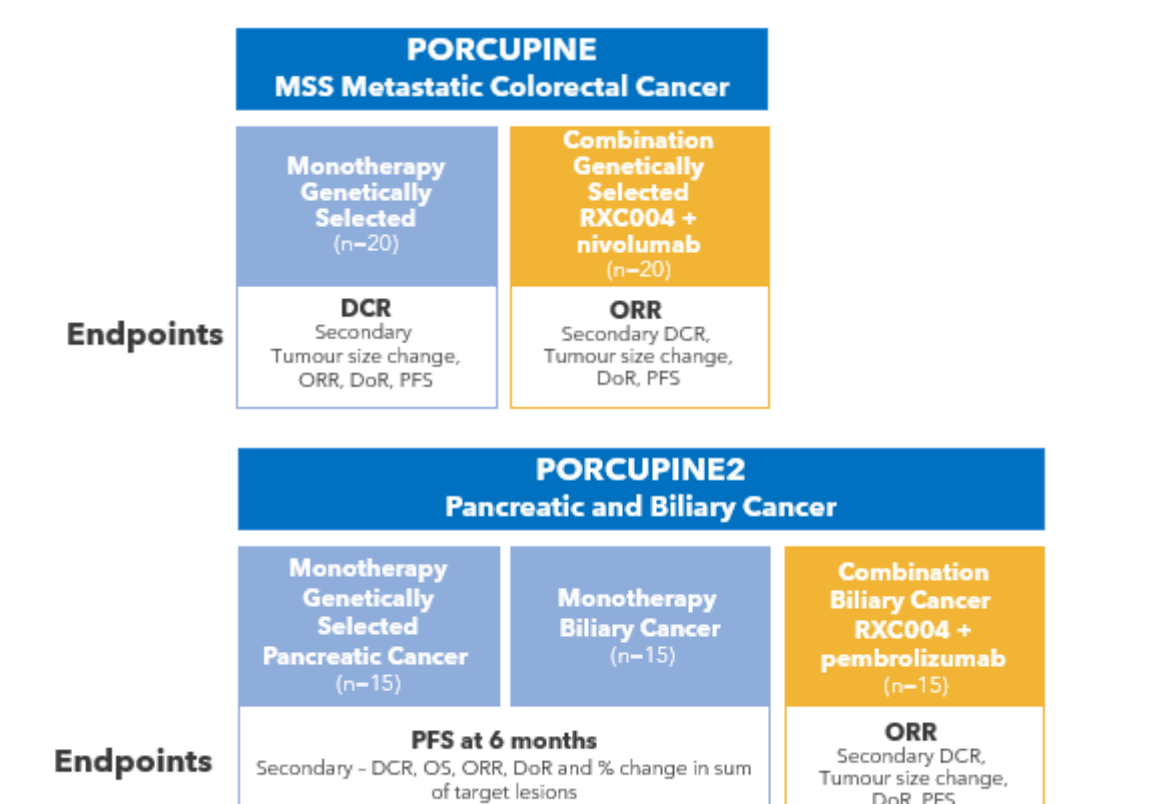 PORCUPINE
MSS Metastatic Colorectal Cancer
Monotherapy
Genetically
Selected
(n=20)
Combination
Genetically
Selected
RXC004 +
nivolumab
(n=20)
Endpoints
DCR
Secondary
Tumour size change,
ORR, DoR, PFS
ORR
Secondary DCR,
Tumour size change,
DoR, PFS
PORCUPINE2
Pancreatic and Biliary Cancer
Monotherapy
Genetically
Selected
Pancreatic Cancer
(n=15)
Monotherapy
Biliary Cancer
(n=15)
Combination
Biliary Cancer
RXC004 +
pembrolizumab
(n=15)
Endpoints
PFS at 6 months
Secondary – DCR, OS, ORR, DoR and % change in sum
of target lesions
ORR
Secondary DCR,
Tumour size change,
DoR, PFS